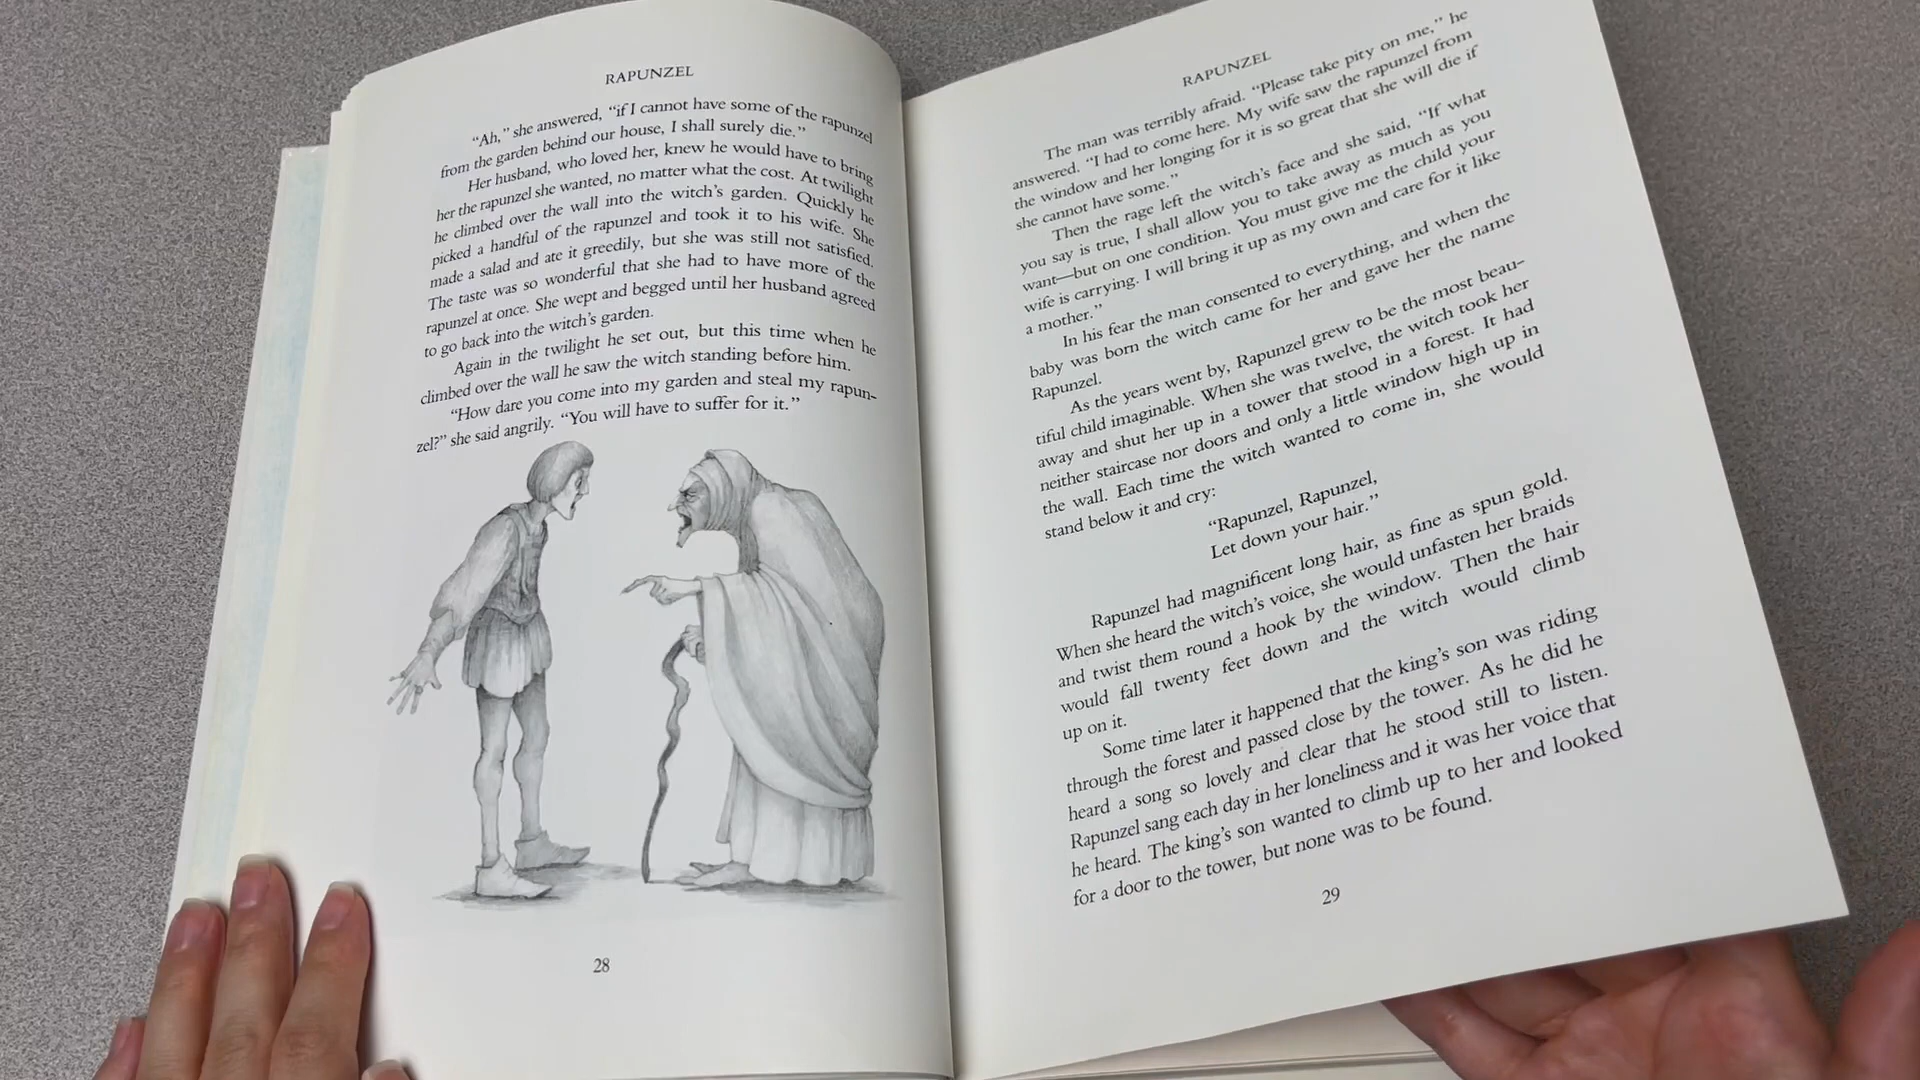 RAPUNZEL
“Ah,” she answered, “if I cannot have some of the rapunzel
from the garden behind our house, I shall surely die.”
Her husband, who loved her, knew he would have to bring
her the rapunzel she wanted, no matter what the cost. At twilight
he climbed over the wall into the witch’s garden. Quickly he
picked a handful of the rapunzel and took it to his wife. She
made a salad and ate it greedily, but she was still not satisfied.
The taste was so wonderful that she had to have more of the
rapunzel at once. She wept and begged until her husband agreed
to go back into the witch’s garden.
Again in the twilight he set out, but this time when he
climbed over the wall he saw the witch standing before him.
“How dare you come into my garden and steal my rapun-
zel?” she said angrily. “You will have to suffer for it.”
28
RAPUNZEL
The man was terribly afraid. “Please take pity on me,” he
answered. “I had to come here. My wife saw the rapunzel from
the window and her longing for it is so great that she will die if
she cannot have some.”
Then the rage left the witch’s face and she said, “If what
you say is true, I shall allow you to take away as much as you
want—but on one condition. You must give me the child your
wife is carrying. I will bring it up as my own and care for it like
a mother.”
In his fear the man consented to everything, and when the
baby was born the witch came for her and gave her the name
Rapunzel.
As the years went by, Rapunzel grew to be the most beau-
tiful child imaginable. When she was twelve, the witch took her
away and shut her up in a tower that stood in a forest. It had
neither staircase nor doors and only a little window high up in
the wall. Each time the witch wanted to come in, she would
stand below it and cry:
“Rapunzel, Rapunzel,
Let down your hair.”
Rapunzel had magnificent long hair, as fine as spun gold.
When she heard the witch’s voice, she would unfasten her braids
and twist them round a hook by the window. Then the hair
would fall twenty feet down and the witch would climb
up on it.
Some time later it happened that the king’s son was riding
through the forest and passed close by the tower. As he did he
heard a song so lovely and clear that he stood still to listen.
Rapunzel sang each day in her loneliness and it was her voice that
he heard. The king’s son wanted to climb up to her and looked
for a door to the tower, but none was to be found.
29